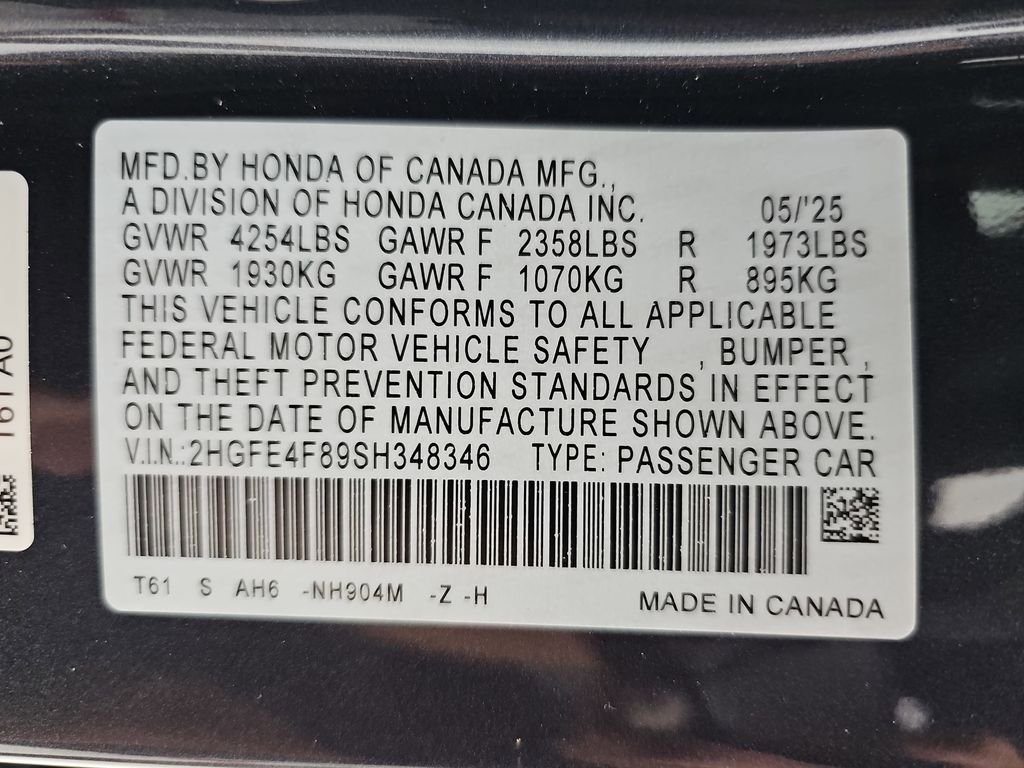 MFD.BY HONDA OF CANADA MFG.,
A DIVISION OF HONDA CANADA INC. 05/'25
GVWR 4254LBS GAWR F 2358LBS R 1973LBS
GVWR 1930KG GAWR F 1070KG R 895KG
THIS VEHICLE CONFORMS TO ALL APPLICABLE
FEDERAL MOTOR VEHICLE SAFETY , BUMPER ,
AND THEFT PREVENTION STANDARDS IN EFFECT
ON THE DATE OF MANUFACTURE SHOWN ABOVE.
V.I.N.:2HGFE4F89SH348346 TYPE: PASSENGER CAR
T61 S AH6 -NH904M -Z -H
MADE IN CANADA
T61 A0